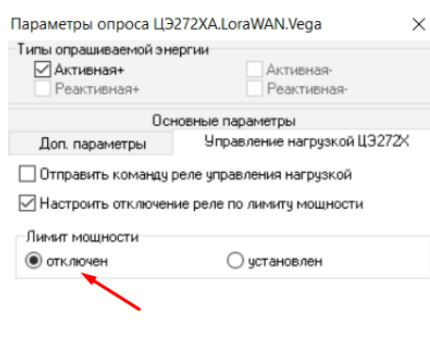 Параметры опроса ЦЭ272ХА.LoraWAN.Vega
Типы опрашиваемой энергии
Активная+ Активная-
Реактивная+ Реактивная-
Основные параметры
Доп. параметры Управление нагрузкой ЦЭ272Х
Отправить команду реле управления нагрузкой
Настроить отключение реле по лимиту мощности
Лимит мощности
отключен установлен